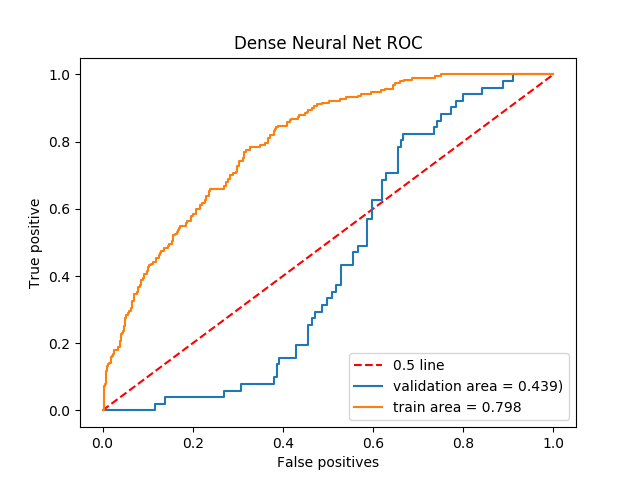 Dense Neural Net ROC
True positive
1.0
0.8
0.6
0.4
0.2
0.0
0.5 line
validation area = 0.439)
train area = 0.798
0.0 0.2 0.4 0.6 0.8 1.0
False positives